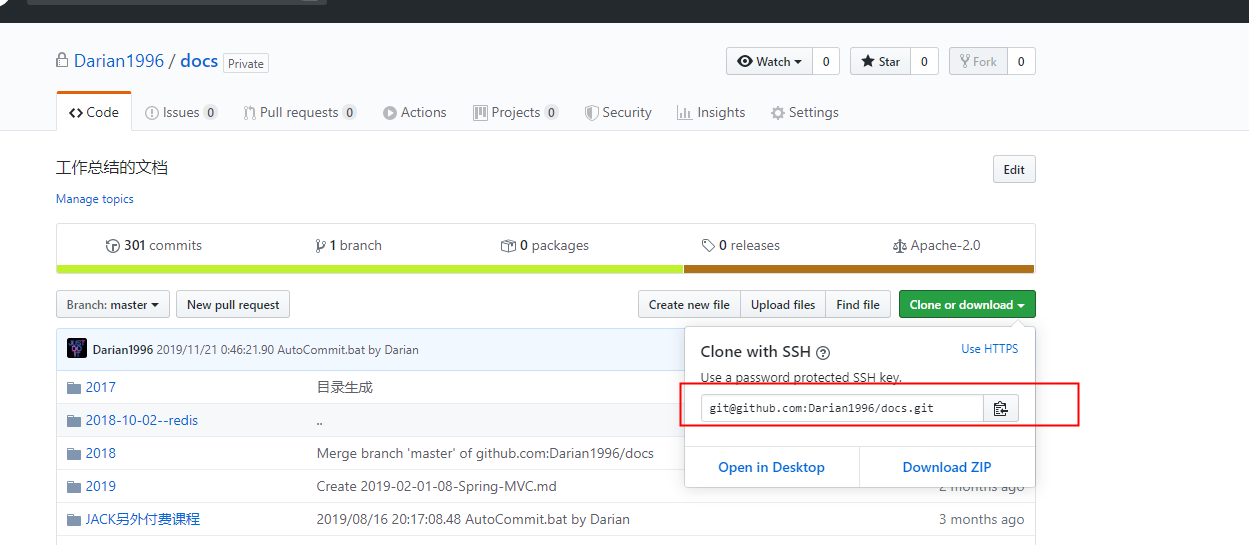 Darian1996 / docs Private Watch 0 Star 0 Fork 0
Code Issues 0 Pull requests 0 Actions Projects 0 Security Insights Settings
工作总结的文档 Edit
Manage topics
301 commits 1 branch 0 packages 0 releases Apache-2.0
Branch: master New pull request Create new file Upload files Find file Clone or download
Darian1996 2019/11/21 0:46:21.90 AutoCommit.bat by Darian
Clone with SSH ? Use HTTPS
Use a password protected SSH key.
git@github.com:Darian1996/docs.git
Open in Desktop Download ZIP
2017 目录生成
2018-10-02--redis ..
2018 Merge branch 'master' of github.com:Darian1996/docs
2019 Create 2019-02-01-08-Spring-MVC.md 2 months ago
JACK另外付费课程 2019/08/16 20:17:08.48 AutoCommit.bat by Darian 3 months ago